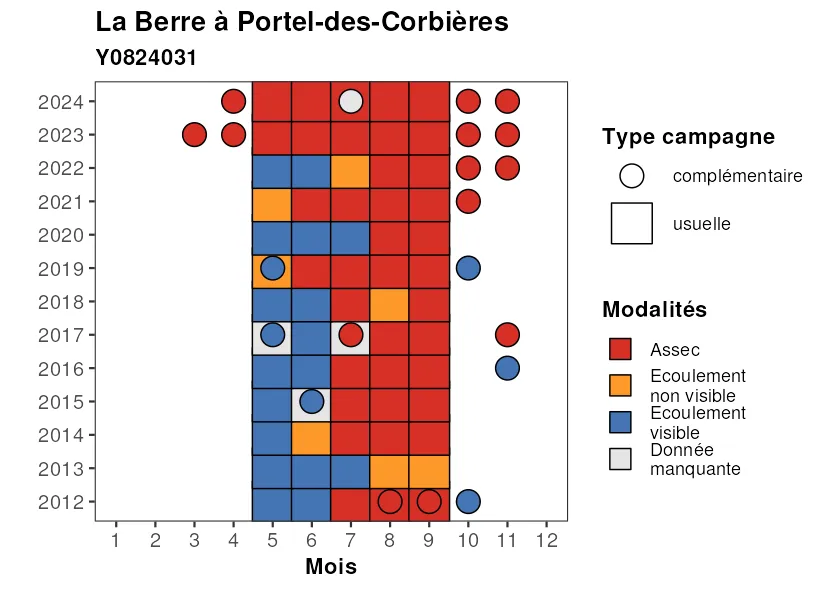 La Berre à Portel-des-Corbières
Y0824031
2024
2023
2022
2021
2020
2019
2018
2017
2016
2015
2014
2013
2012
1 2 3 4 5 6 7 8 9 10 11 12
Mois
Type campagne
complémentaire
usuelle
Modalités
Assec
Ecoulement
non visible
Ecoulement
visible
Donnée
manquante